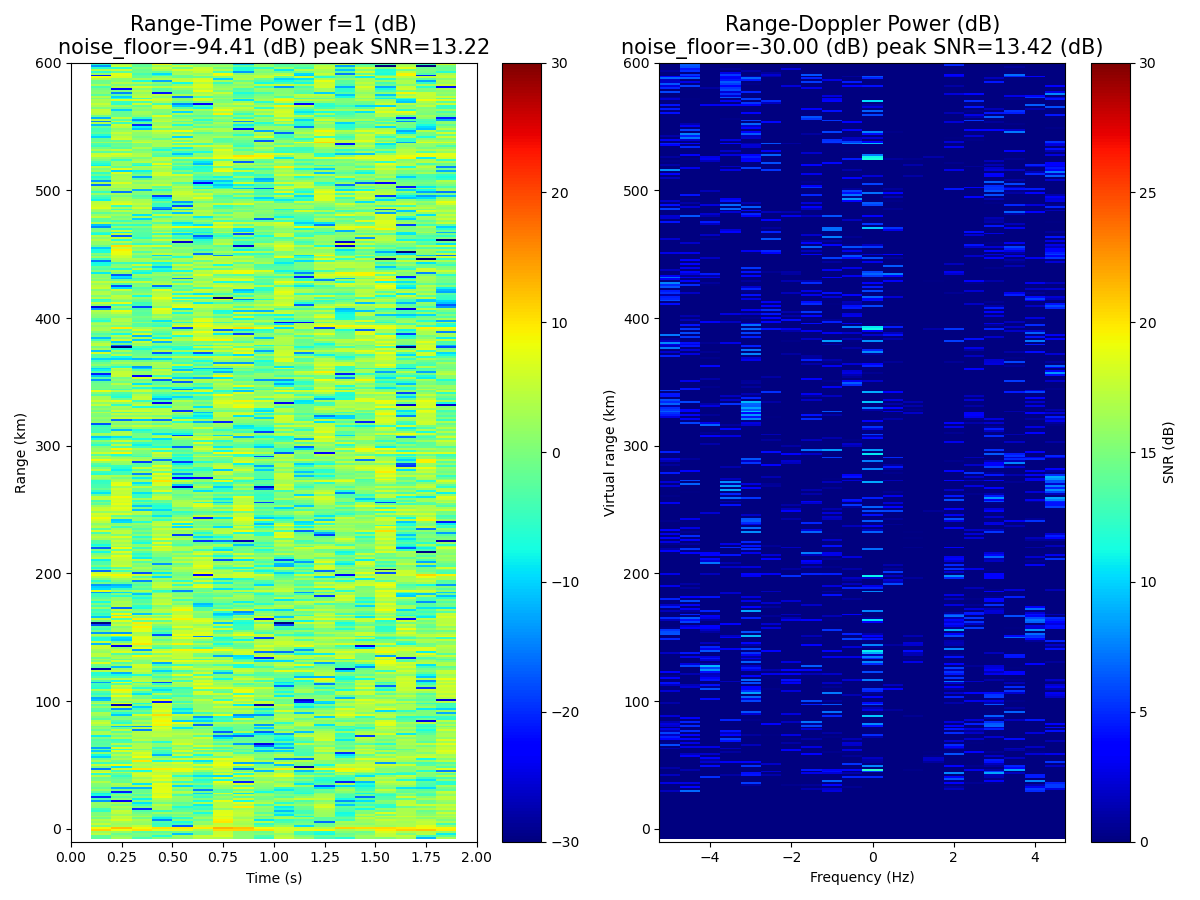 Range-Time Power f=1 (dB)
noise_floor=-94.41 (dB) peak SNR=13.22
600
500
400
300
200
100
0
Range (km)
0.00 0.25 0.50 0.75 1.00 1.25 1.50 1.75 2.00
Time (s)
30
20
10
0
−10
−20
−30
Range-Doppler Power (dB)
noise_floor=-30.00 (dB) peak SNR=13.42 (dB)
600
500
400
300
200
100
0
Virtual range (km)
−4 −2 0 2 4
Frequency (Hz)
30
25
20
15
10
5
0
SNR (dB)